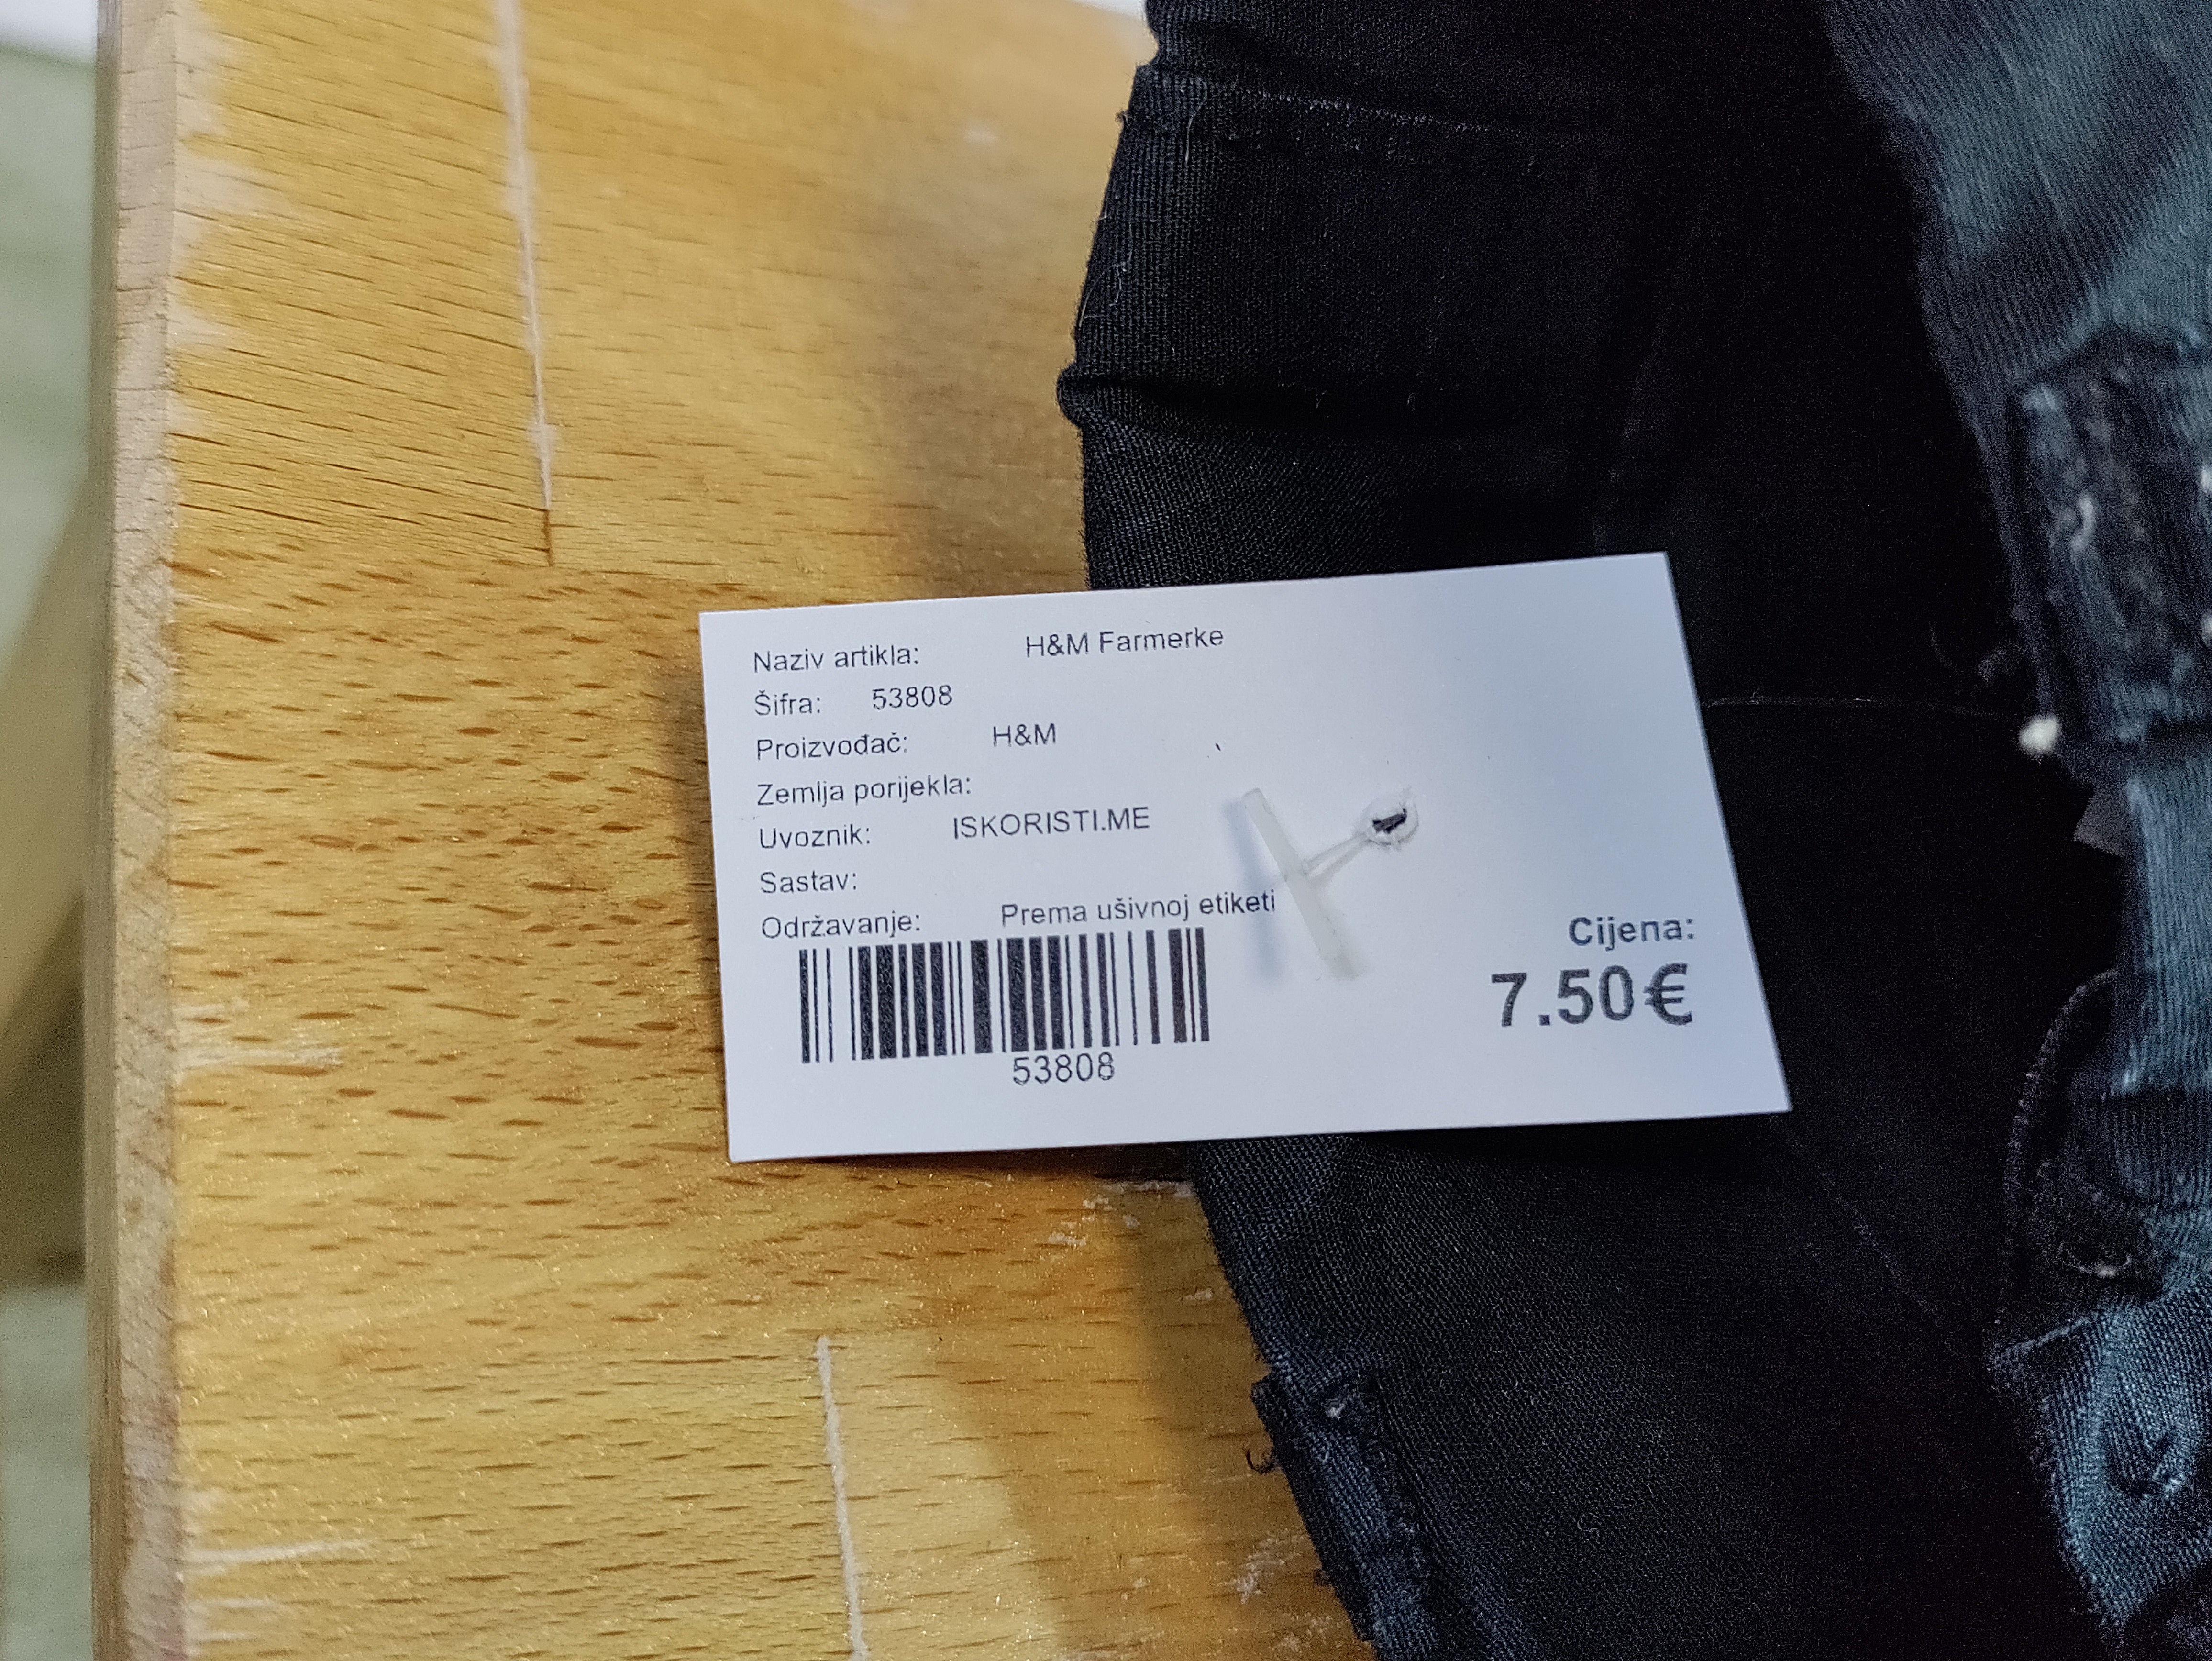 Naziv artikla: H&M Farmerke
Šifra: 53808
Proizvođač: H&M
Zemlja porijekla:
Uvoznik: ISKORISTI.ME
Sastav:
Održavanje: Prema ušivnoj etiketi
53808
Cijena:
7.50€